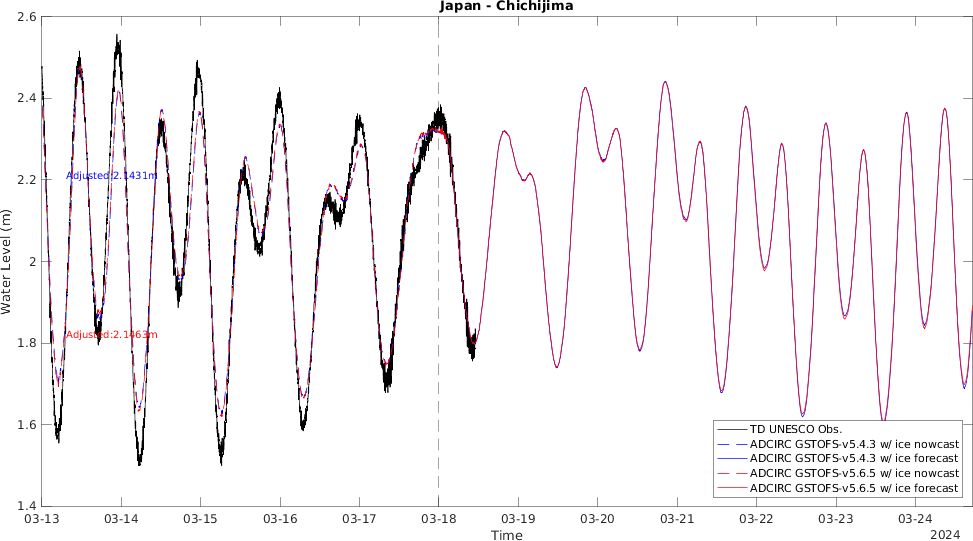 Japan - Chichijima
Water Level (m)
2.6
2.4
2.2
2
1.8
1.6
1.4
Adjusted:2.1431m
Adjusted:2.1463m
TD UNESCO Obs.
ADCIRC GSTOFS-v5.4.3 w/ ice nowcast
ADCIRC GSTOFS-v5.4.3 w/ ice forecast
ADCIRC GSTOFS-v5.6.5 w/ ice nowcast
ADCIRC GSTOFS-v5.6.5 w/ ice forecast
03-13 03-14 03-15 03-16 03-17 03-18 03-19 03-20 03-21 03-22 03-23 03-24
Time
2024